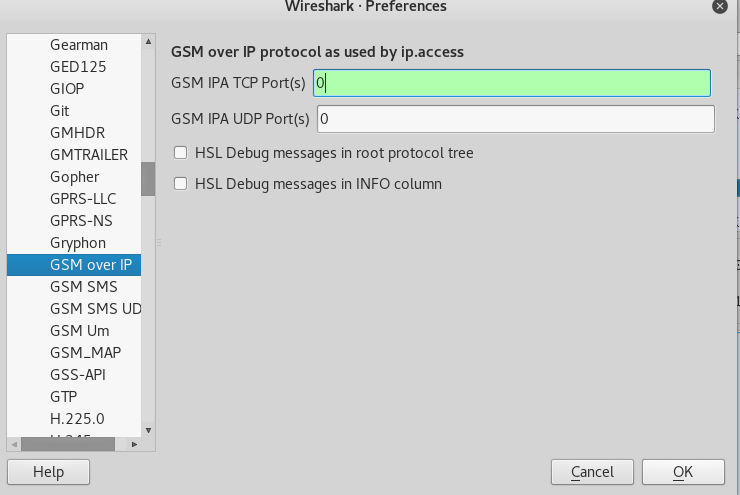 Wireshark · Preferences
Gearman
GED125
GIOP
Git
GMHDR
GMTRAILER
Gopher
GPRS-LLC
GPRS-NS
Gryphon
GSM over IP
GSM SMS
GSM SMS UD
GSM Um
GSM_MAP
GSS-API
GTP
H.225.0
GSM over IP protocol as used by ip.access
GSM IPA TCP Port(s) 0
GSM IPA UDP Port(s) 0
HSL Debug messages in root protocol tree
HSL Debug messages in INFO column
Help
Cancel
OK